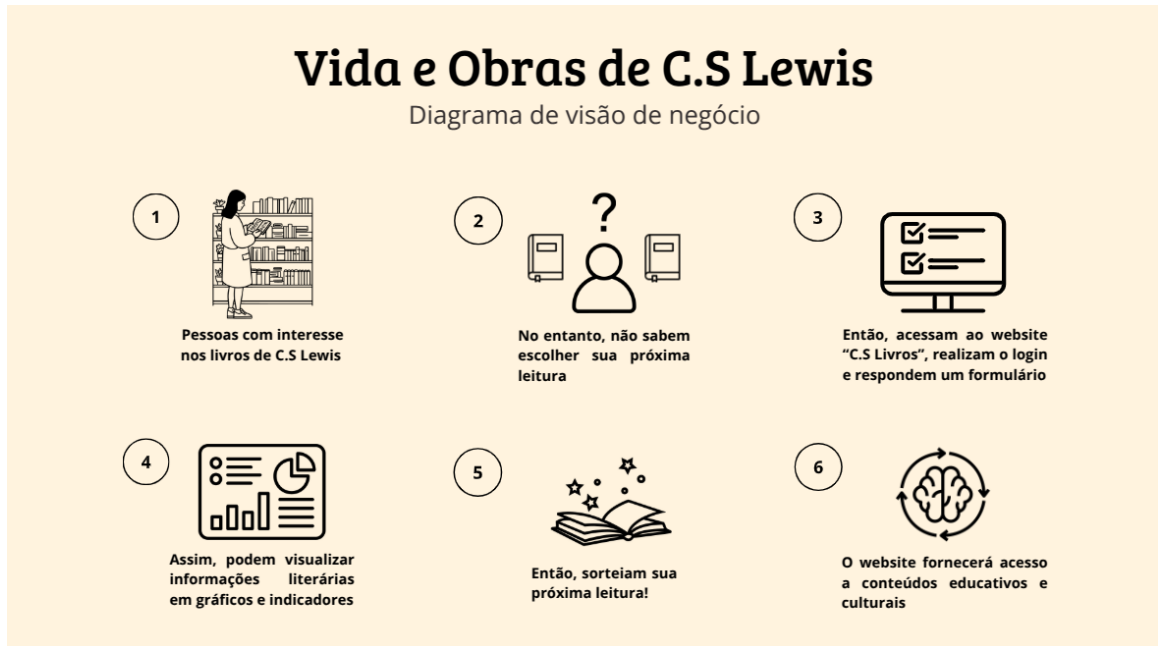 Vida e Obras de C.S Lewis
Diagrama de visão de negócio
1
Pessoas com interesse
nos livros de C.S Lewis
2
?
No entanto, não sabem
escolher sua próxima
leitura
3
Então, acessam ao website
“C.S Livros”, realizam o login
e respondem um formulário
4
Assim, podem visualizar
informações literárias
em gráficos e indicadores
5
Então, sorteiam sua
próxima leitura!
6
O website fornecerá acesso
a conteúdos educativos e
culturais